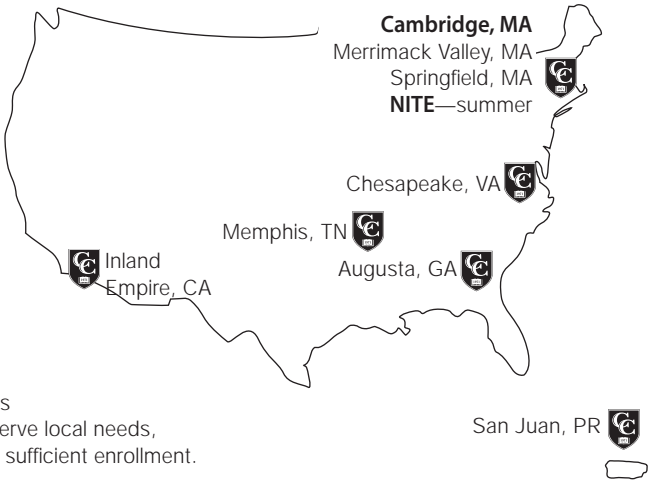 Cambridge, MA
Merrimack Valley, MA
Springfield, MA
NITE—summer
Chesapeake, VA
Memphis, TN
Augusta, GA
Inland
Empire, CA
San Juan, PR
erve local needs,
sufficient enrollment.